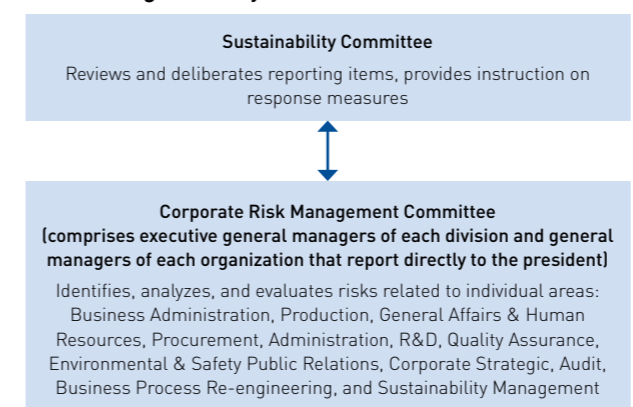 Sustainability Committee
Reviews and deliberates reporting items, provides instruction on
response measures
Corporate Risk Management Committee
(comprises executive general managers of each division and general
managers of each organization that report directly to the president)
Identifies, analyzes, and evaluates risks related to individual areas:
Business Administration, Production, General Affairs & Human
Resources, Procurement, Administration, R&D, Quality Assurance,
Environmental & Safety Public Relations, Corporate Strategic, Audit,
Business Process Re-engineering, and Sustainability Management